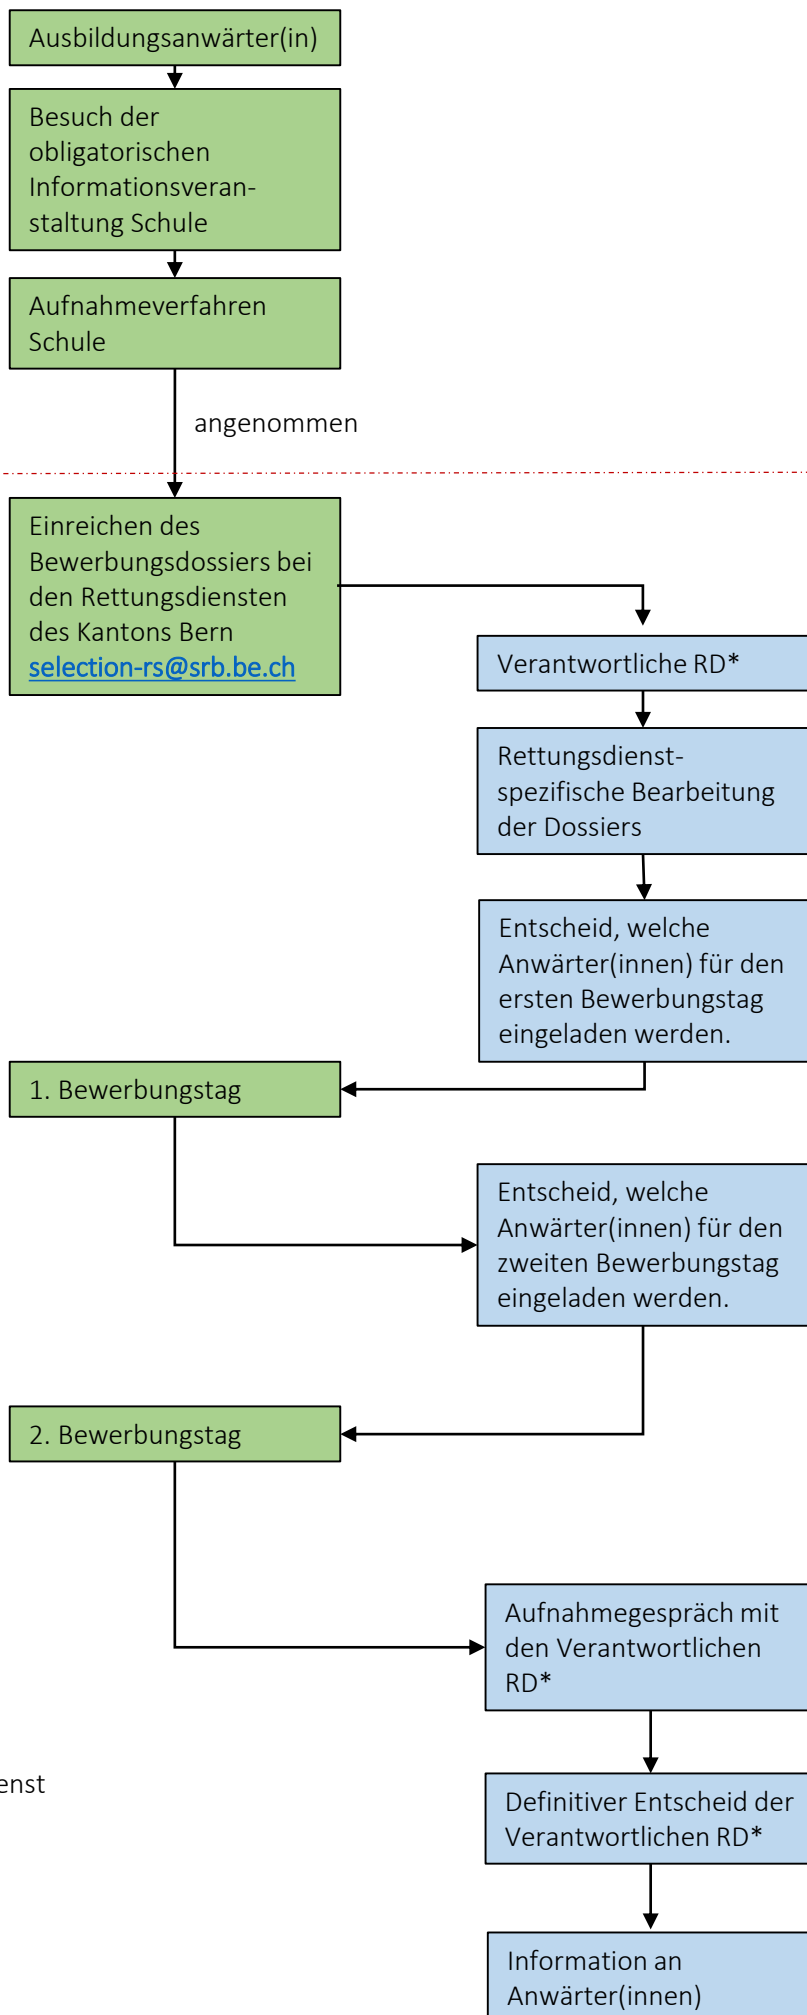 Ausbildungsanwärter(in)
Besuch der
obligatorischen
Informationsveran-
staltung Schule
Aufnahmeverfahren
Schule
angenommen
Einreichen des
Bewerbungsdossiers bei
den Rettungsdiensten
des Kantons Bern
selection-rs@srb.be.ch
Verantwortliche RD*
Rettungsdienst-
spezifische Bearbeitung
der Dossiers
Entscheid, welche
Anwärter(innen) für den
ersten Bewerbungstag
eingeladen werden.
1. Bewerbungstag
Entscheid, welche
Anwärter(innen) für den
zweiten Bewerbungstag
eingeladen werden.
2. Bewerbungstag
Aufnahmegespräch mit
den Verantwortlichen
RD*
enst
Definitiver Entscheid der
Verantwortlichen RD*
Information an
Anwärter(innen)